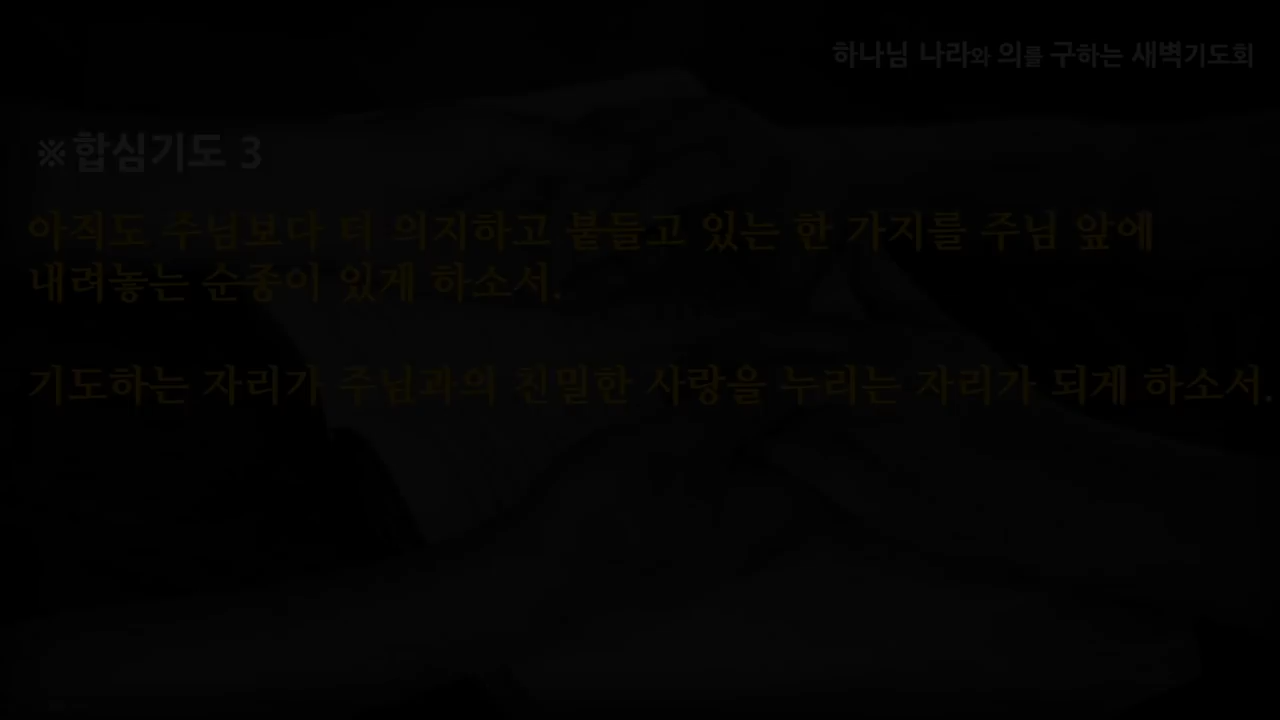 하나님 나라와 의를 구하는 새벽기도회
※합심기도 3
아직도 주님보다 더 의지하고 붙들고 있는 한 가지를 주님 앞에
내려놓는 순종이 있게 하소서.
기도하는 자리가 주님과의 친밀한 사랑을 누리는 자리가 되게 하소서.